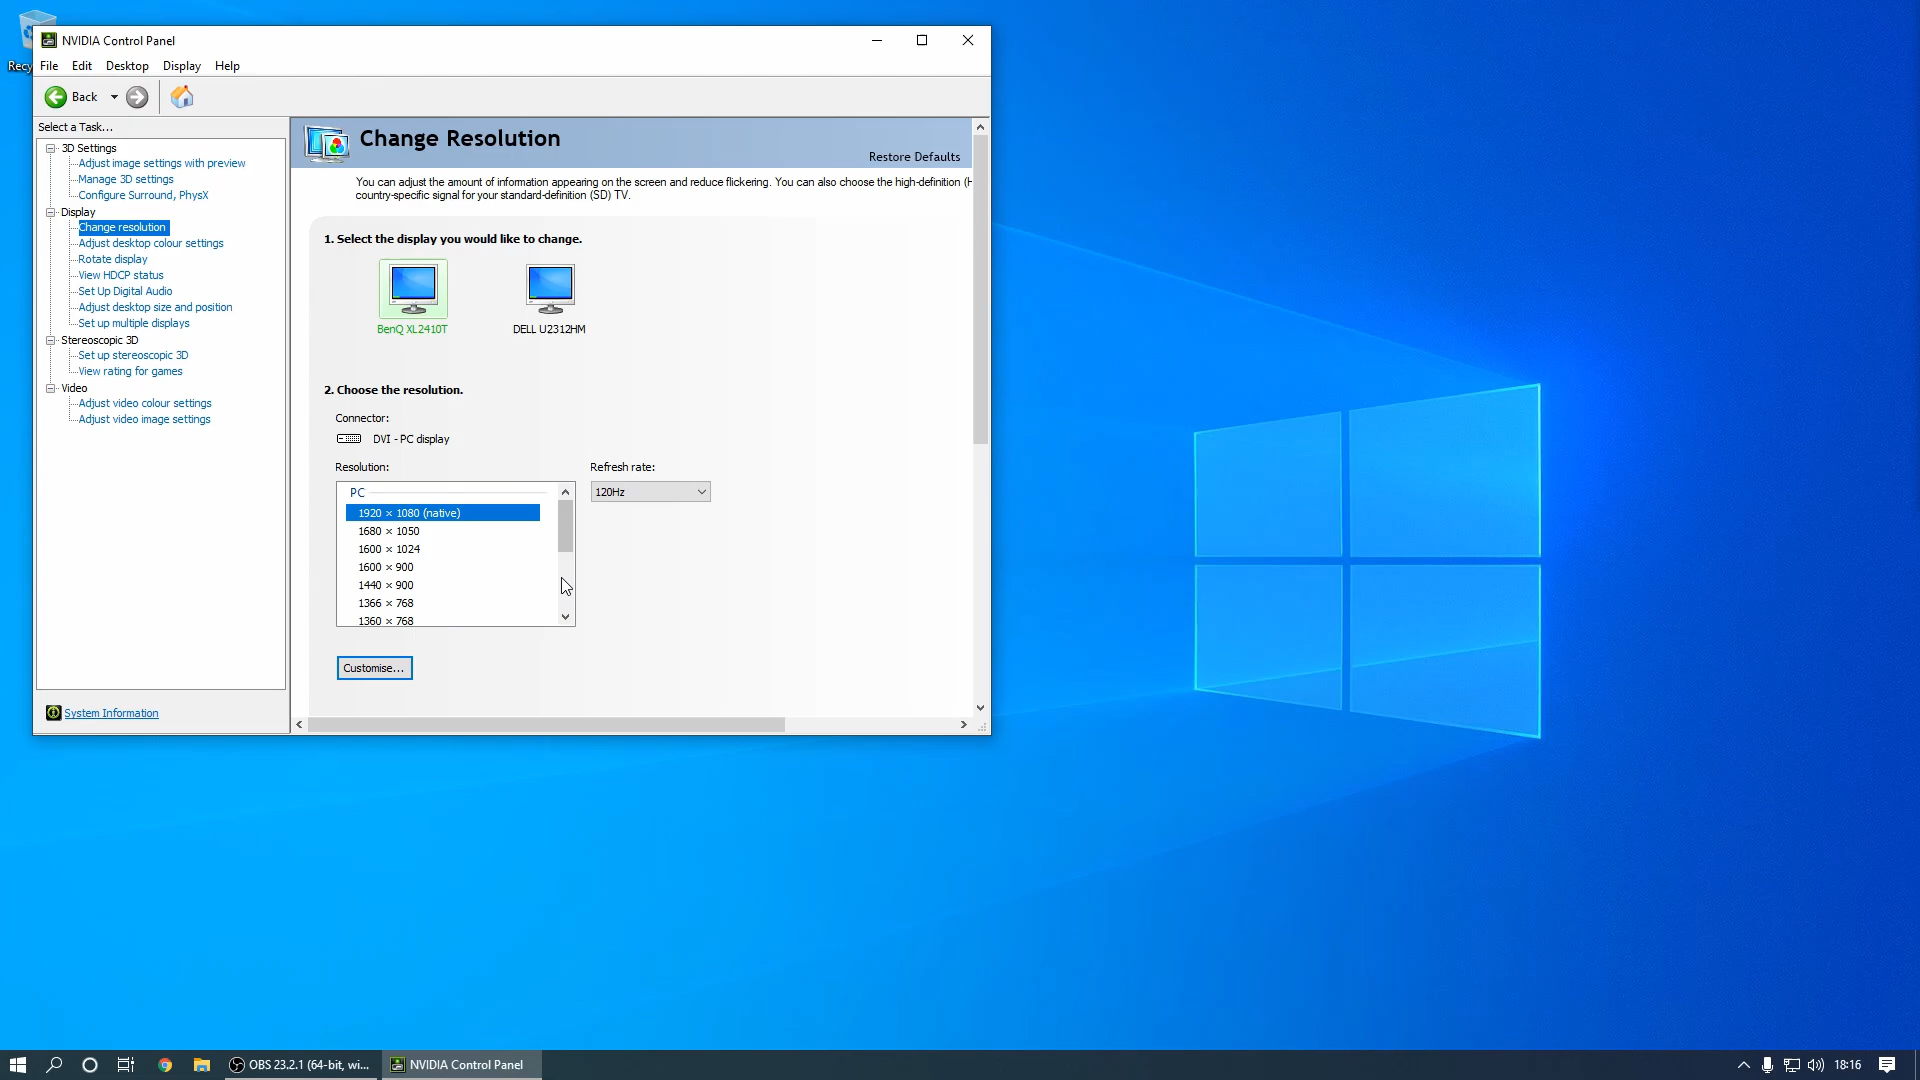 Recy
NVIDIA Control Panel
File Edit Desktop Display Help
Back
Select a Task...
3D Settings
Adjust image settings with preview
Manage 3D settings
Configure Surround, PhysX
Display
Change resolution
Adjust desktop colour settings
Rotate display
View HDCP status
Set Up Digital Audio
Adjust desktop size and position
Set up multiple displays
Stereoscopic 3D
Set up stereoscopic 3D
View rating for games
Video
Adjust video colour settings
Adjust video image settings
System Information
Change Resolution
Restore Defaults
You can adjust the amount of information appearing on the screen and reduce flickering. You can also choose the high-definition (H
country-specific signal for your standard-definition (SD) TV.
1. Select the display you would like to change.
BenQ XL2410T
DELL U2312HM
2. Choose the resolution.
Connector:
DVI - PC display
Resolution:
Refresh rate:
PC
120Hz
1920 × 1080 (native)
1680 × 1050
1600 × 1024
1600 × 900
1440 × 900
1366 × 768
1360 × 768
Customise...
OBS 23.2.1 (64-bit, wi...
NVIDIA Control Panel
18:16